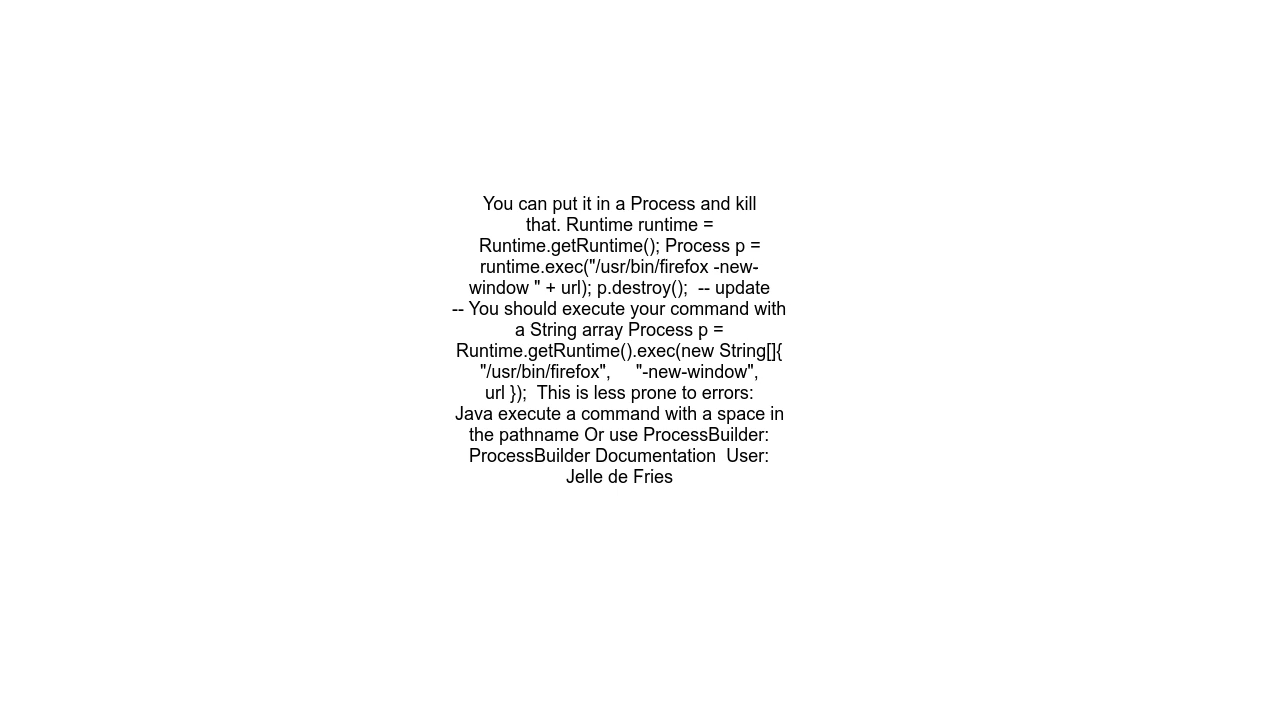 You can put it in a Process and kill
that. Runtime runtime =
Runtime.getRuntime(); Process p =
runtime.exec("/usr/bin/firefox -new-
window " + url); p.destroy();  -- update
-- You should execute your command with
a String array Process p =
Runtime.getRuntime().exec(new String[]{
"/usr/bin/firefox",     "-new-window",
url });  This is less prone to errors:
Java execute a command with a space in
the pathname Or use ProcessBuilder:
ProcessBuilder Documentation  User:
Jelle de Fries